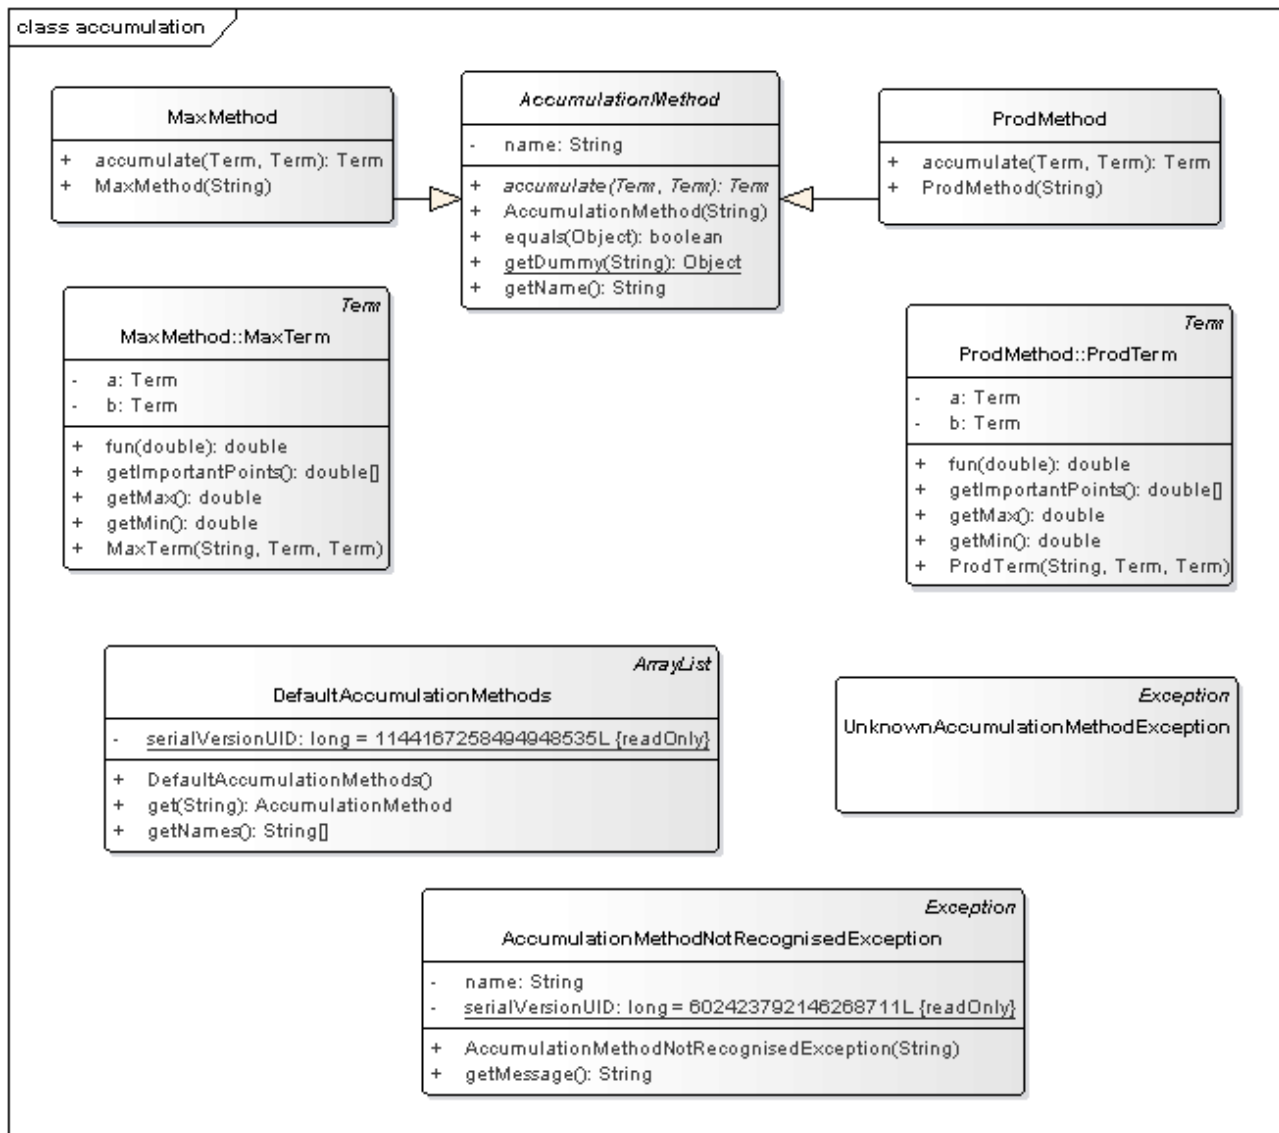 class accumulation
MaxMethod
+ accumulate(Term, Term): Term
+ MaxMethod(String)
AccumulationMethod
- name: String
+ accumulate(Term, Term): Term
+ AccumulationMethod(String)
+ equals(Object): boolean
+ getDummy(String): Object
+ getName(): String
ProdMethod
+ accumulate(Term, Term): Term
+ ProdMethod(String)
Term
MaxMethod::MaxTerm
- a: Term
- b: Term
+ fun(double): double
+ getImportantPoints(): double[]
+ getMax(): double
+ getMin(): double
+ MaxTerm(String, Term, Term)
Term
ProdMethod::ProdTerm
- a: Term
- b: Term
+ fun(double): double
+ getImportantPoints(): double[]
+ getMax(): double
+ getMin(): double
+ ProdTerm(String, Term, Term)
ArrayList
DefaultAccumulationMethods
- serialVersionUID: long = 1144167258494948535L {readOnly}
+ DefaultAccumulationMethods()
+ get(String): AccumulationMethod
+ getNames(): String[]
Exception
UnknownAccumulationMethodException
Exception
AccumulationMethodNotRecognisedException
- name: String
- serialVersionUID: long = 602423792146268711L {readOnly}
+ AccumulationMethodNotRecognisedException(String)
+ getMessage(): String